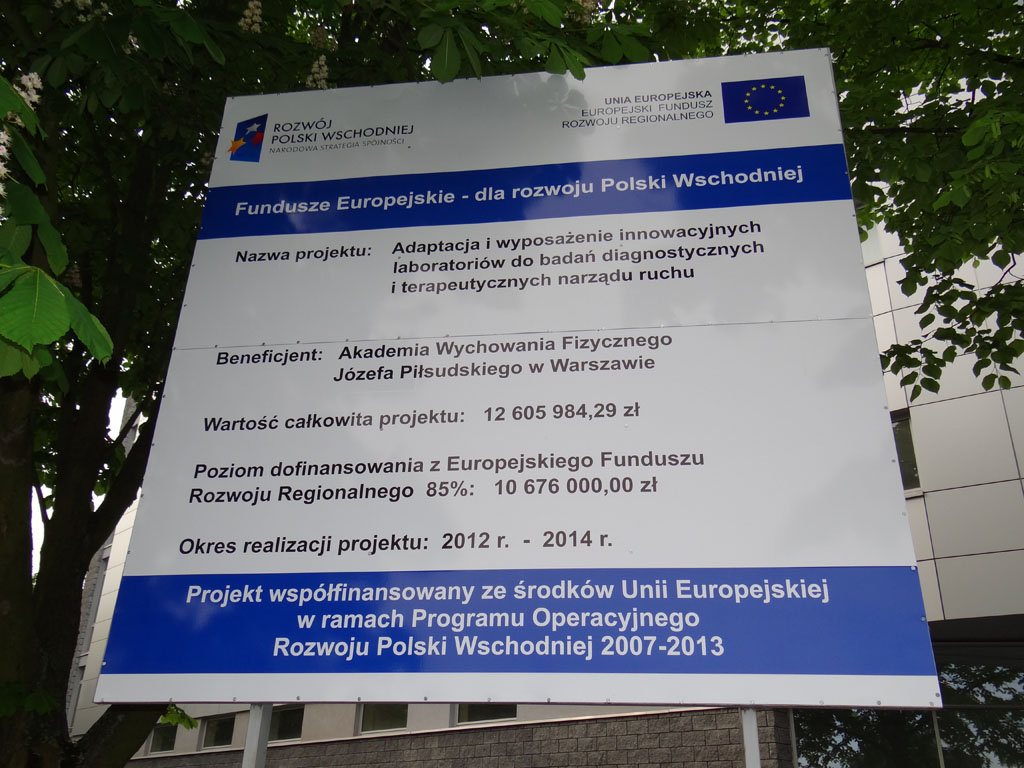 ROZWÓJ
POLSKI WSCHODNIEJ
NARODOWA STRATEGIA SPÓJNOŚCI
UNIA EUROPEJSKA
EUROPEJSKI FUNDUSZ
ROZWOJU REGIONALNEGO
Fundusze Europejskie - dla rozwoju Polski Wschodniej
Nazwa projektu: Adaptacja i wyposażenie innowacyjnych
laboratoriów do badań diagnostycznych
i terapeutycznych narządu ruchu
Beneficjent: Akademia Wychowania Fizycznego
Józefa Piłsudskiego w Warszawie
Wartość całkowita projektu: 12 605 984,29 zł
Poziom dofinansowania z Europejskiego Funduszu
Rozwoju Regionalnego 85%: 10 676 000,00 zł
Okres realizacji projektu: 2012 r. - 2014 r.
Projekt współfinansowany ze środków Unii Europejskiej
w ramach Programu Operacyjnego
Rozwoju Polski Wschodniej 2007-2013